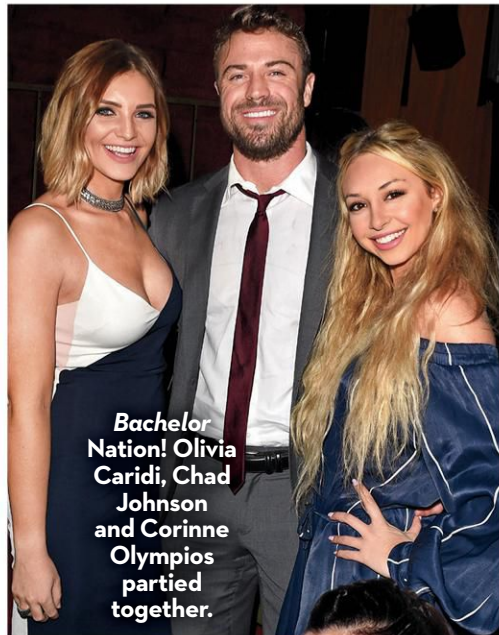 Bachelor
Nation! Olivia
Caridi, Chad
Johnson
and Corinne
Olympios
partied
together.